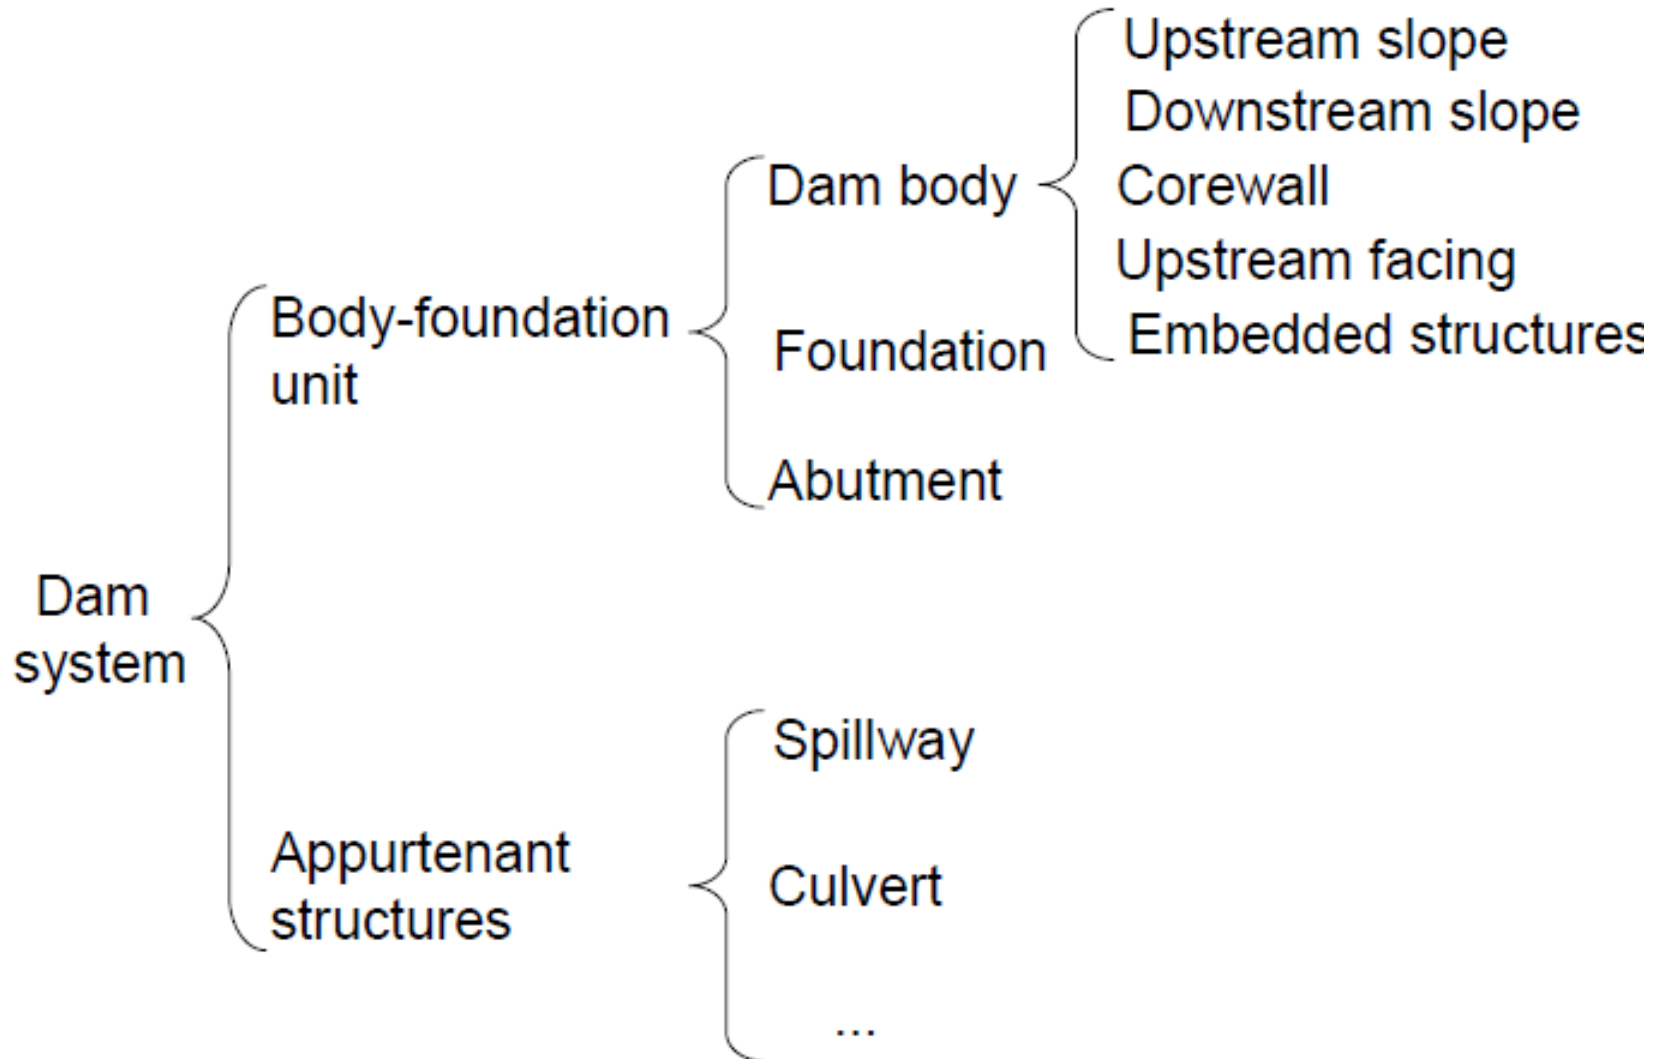 Dam
system
Body-foundation
unit
Appurtenant
structures
Dam body
Foundation
Abutment
Spillway
Culvert
...
Upstream slope
Downstream slope
Corewall
Upstream facing
Embedded structures